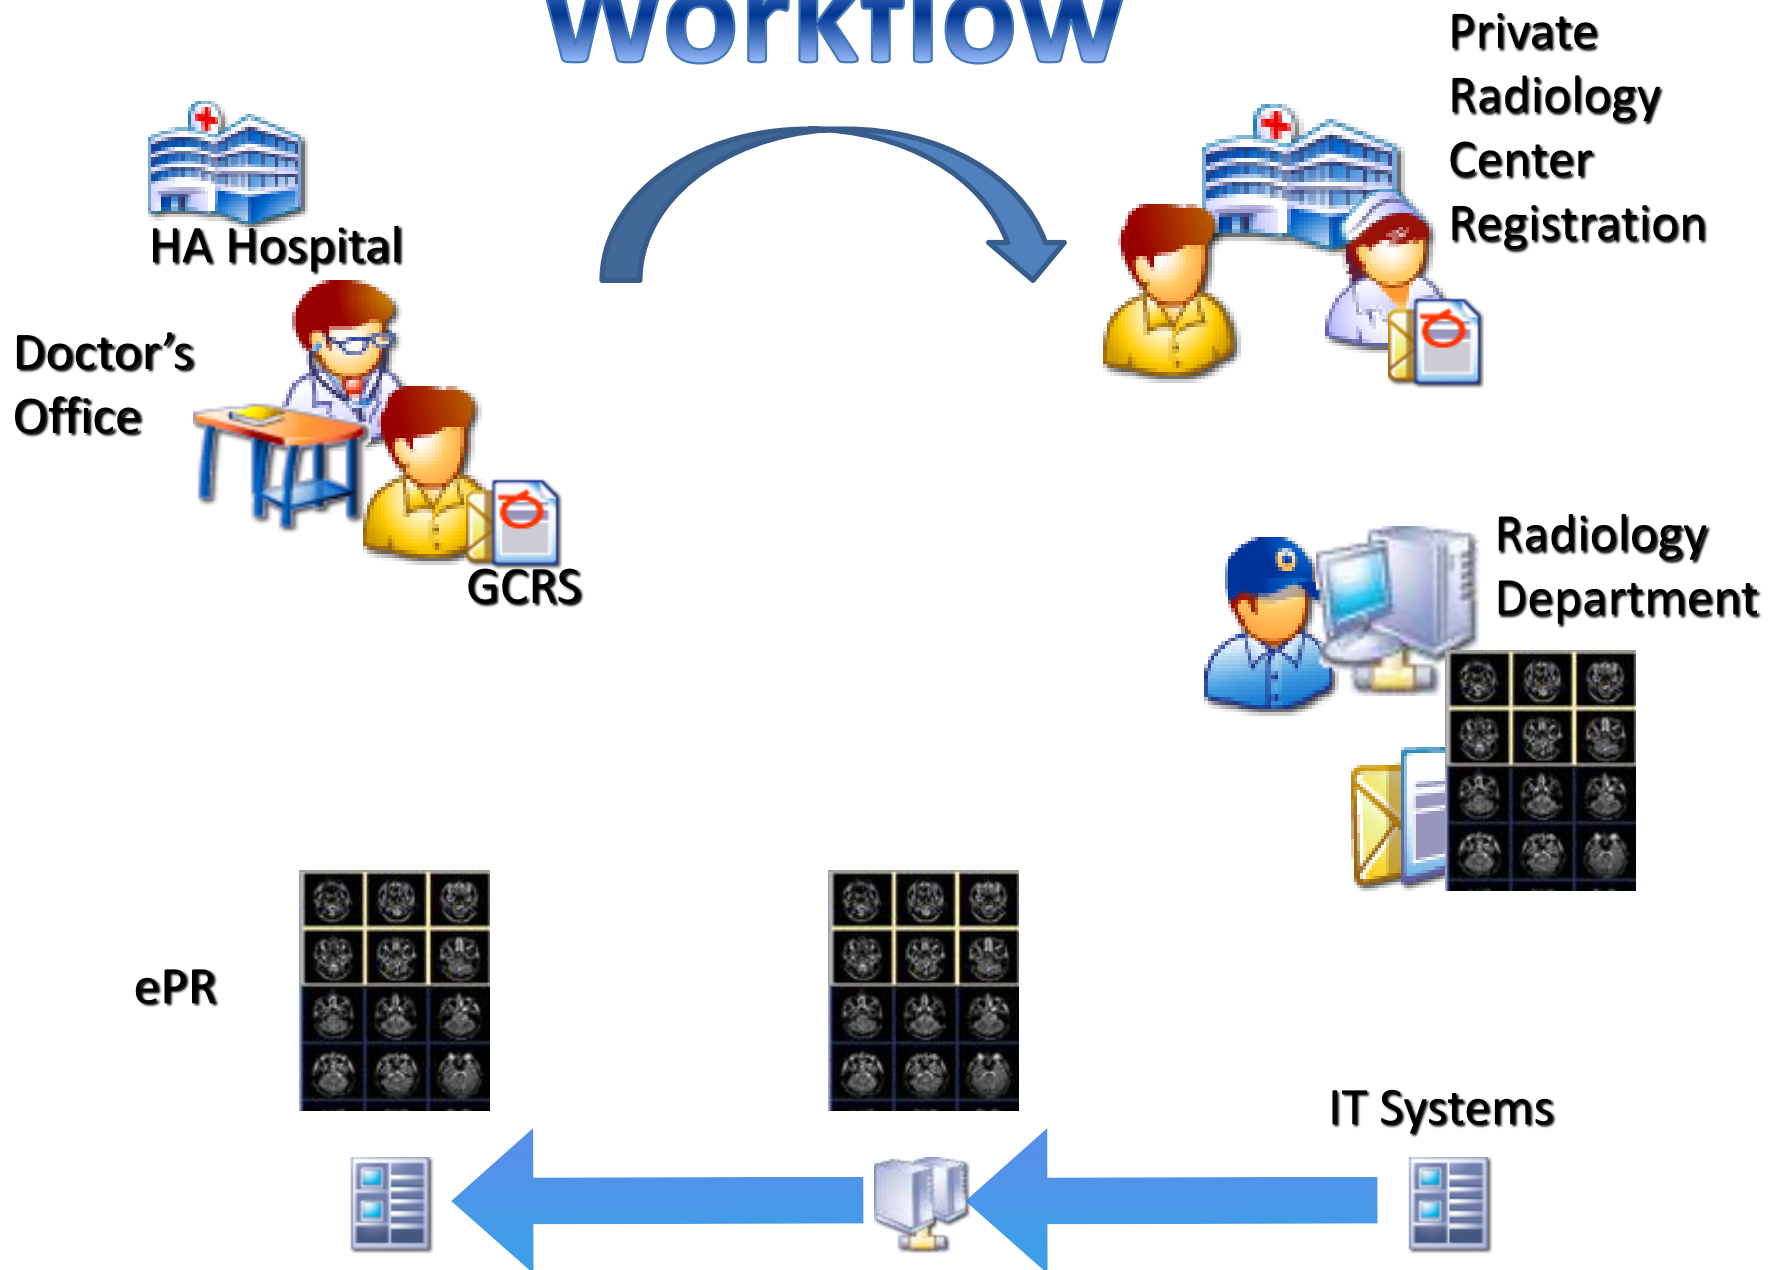 Workflow
Private
Radiology
Center
Registration
HA Hospital
Doctor’s
Office
GCRS
Radiology
Department
ePR
IT Systems